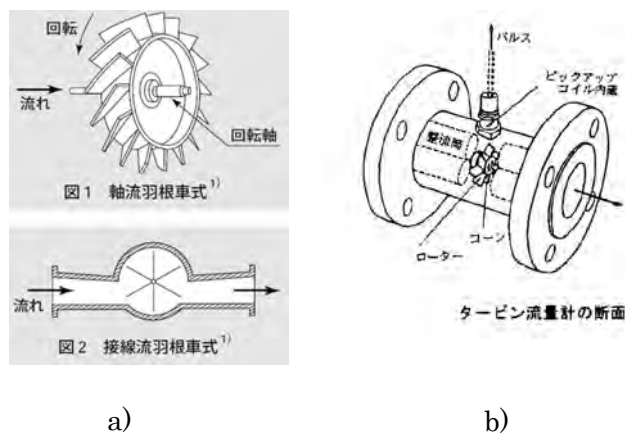 回転
流れ
回転軸
図1 軸流羽根車式1)
流れ
図2 接線流羽根車式1)
a)
パルス
ピックアップ
コイル内蔵
整流筒
コーン
ローター
タービン流量計の断面
b)